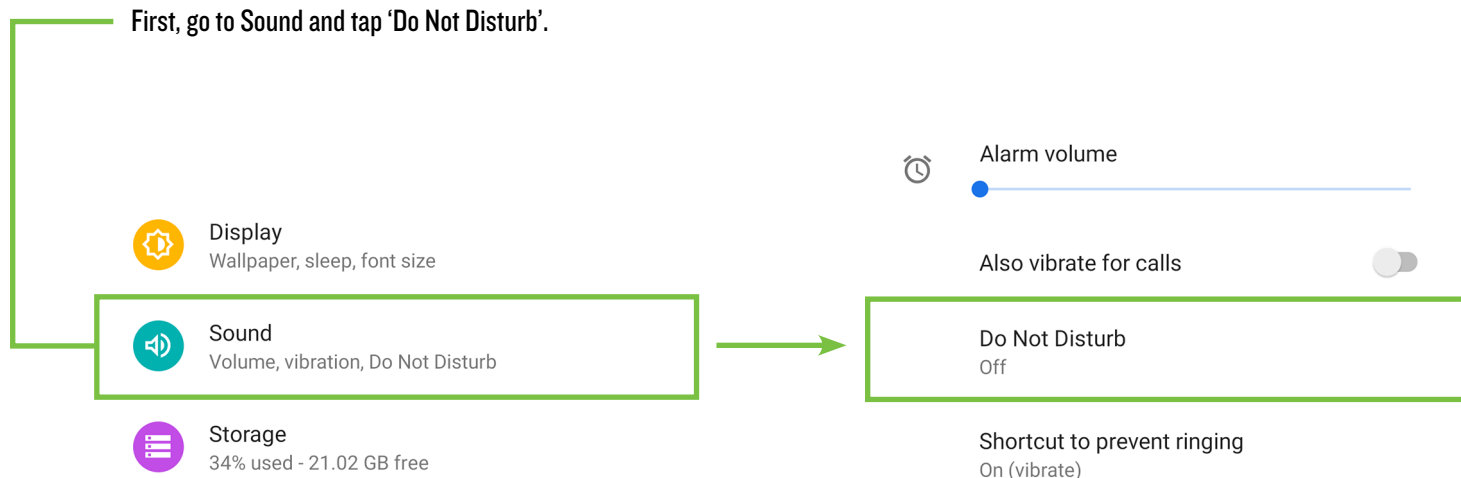 First, go to Sound and tap ‘Do Not Disturb’.
Display
Wallpaper, sleep, font size
Sound
Volume, vibration, Do Not Disturb
Storage
34% used - 21.02 GB free
Alarm volume
Also vibrate for calls
Do Not Disturb
Off
Shortcut to prevent ringing
On (vibrate)